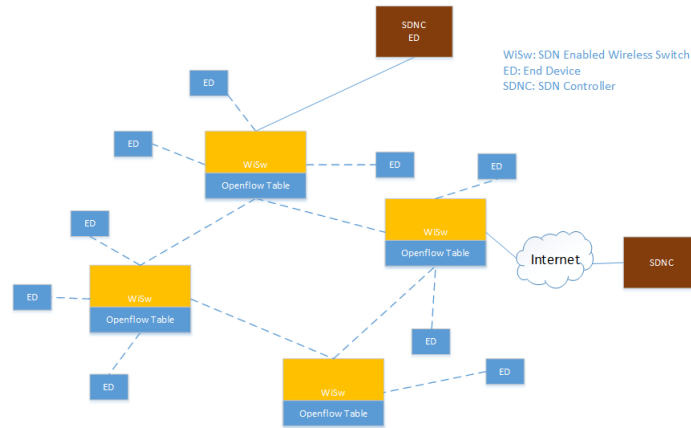 SDNC
ED
WiSw: SDN Enabled Wireless Switch
ED: End Device
SDNC: SDN Controller
ED
ED
WiSw
Openflow Table
ED
ED
ED
WiSw
Openflow Table
Internet
SDNC
ED
WiSw
Openflow Table
ED
ED
WiSw
Openflow Table
ED
ED